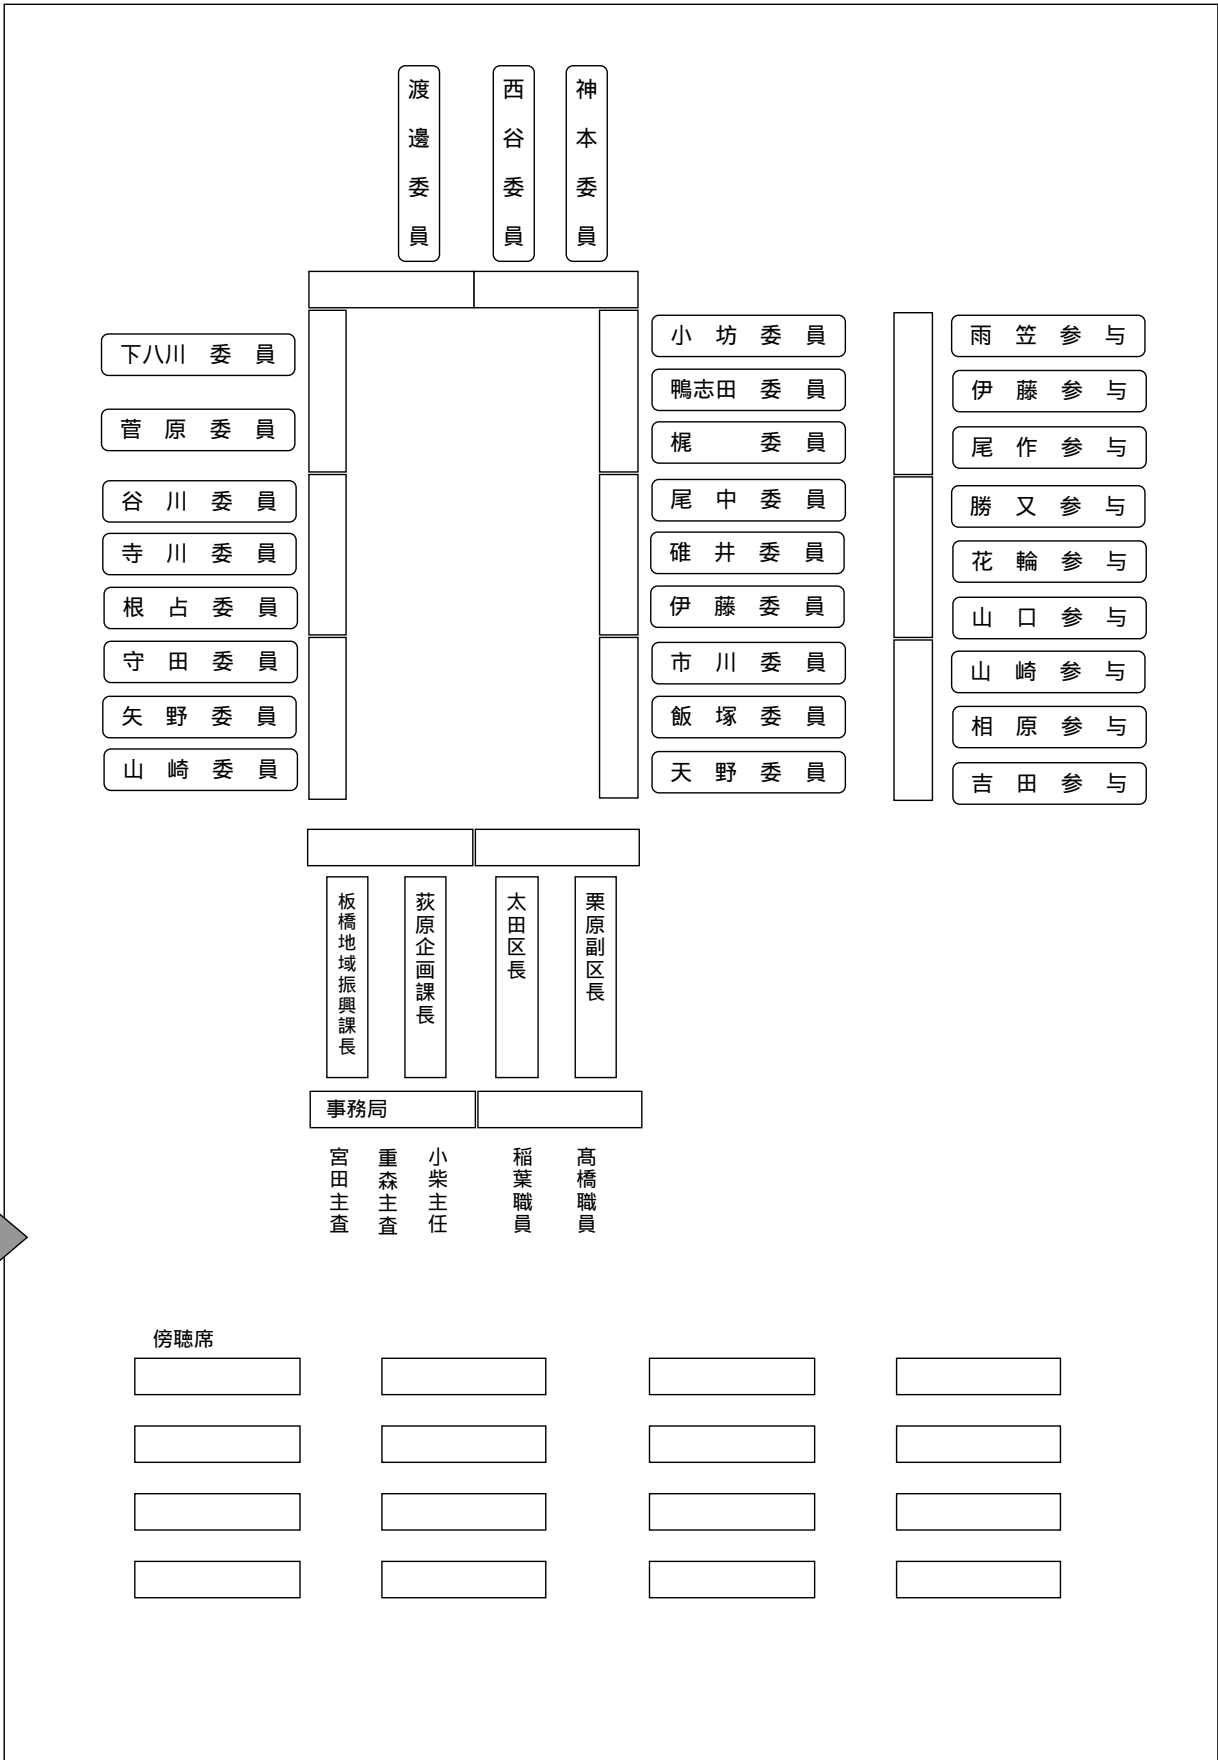 渡邊委員
西谷委員
神本委員
下八川 委 員
菅 原 委 員
谷 川 委 員
寺 川 委 員
根 占 委 員
守 田 委 員
矢 野 委 員
山 崎 委 員
小 坊 委 員
鴨志田 委 員
梶 委 員
尾 中 委 員
碓 井 委 員
伊 藤 委 員
市 川 委 員
飯 塚 委 員
天 野 委 員
雨 笠 参 与
伊 藤 参 与
尾 作 参 与
勝 又 参 与
花 輪 参 与
山 口 参 与
山 崎 参 与
相 原 参 与
吉 田 参 与
板橋地域振興課長
荻原企画課長
太田区長
栗原副区長
事務局
宮田主査
重森主査
小柴主任
稲葉職員
髙橋職員
傍聴席